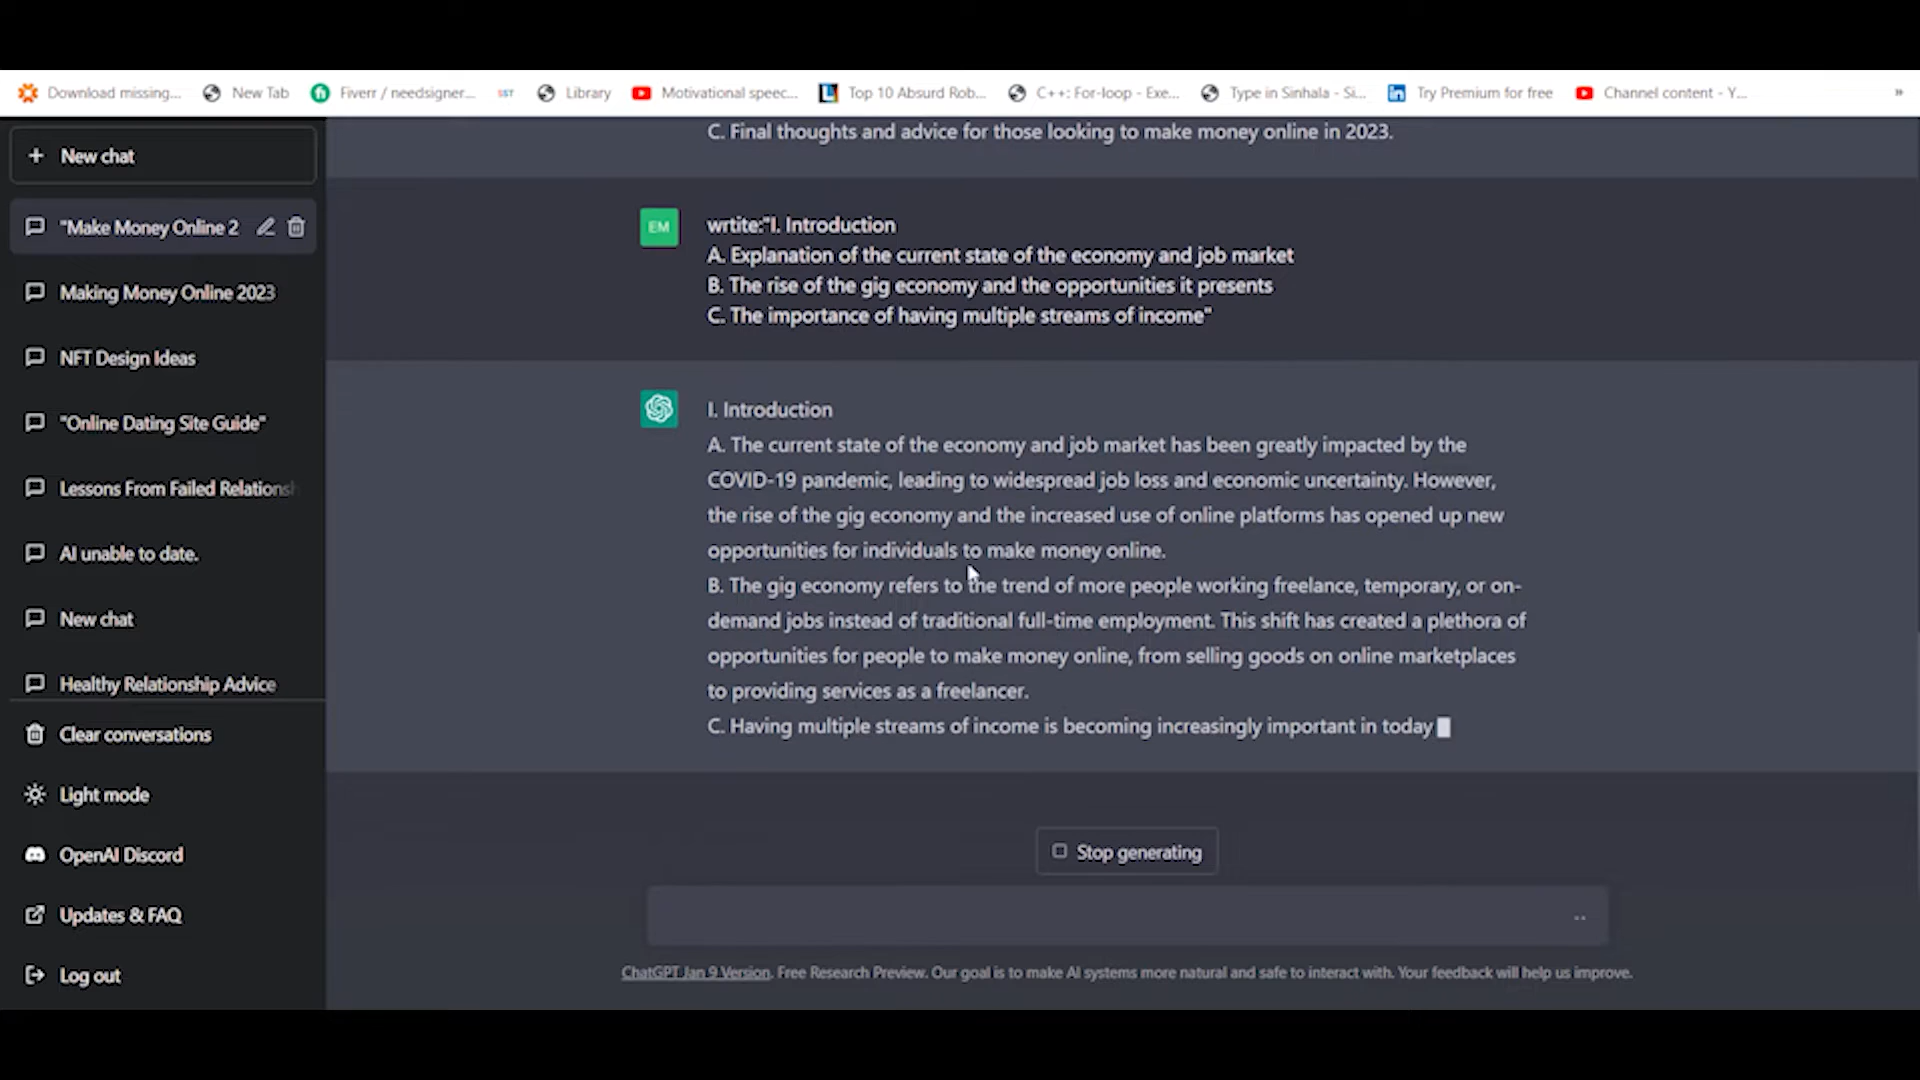 Download missing...
New Tab
Fiverr / needsigner...
SST
Library
Motivational speec...
Top 10 Absurd Rob...
C++: For-loop - Exe...
Type in Sinhala - Si...
Try Premium for free
Channel content - Y...
»
+ New chat
"Make Money Online 2
Making Money Online 2023
NFT Design Ideas
"Online Dating Site Guide"
Lessons From Failed Relationsh
AI unable to date.
New chat
Healthy Relationship Advice
Clear conversations
Light mode
OpenAI Discord
Updates & FAQ
Log out
C. Final thoughts and advice for those looking to make money online in 2023.
EM
wrtite:"I. Introduction
A. Explanation of the current state of the economy and job market
B. The rise of the gig economy and the opportunities it presents
C. The importance of having multiple streams of income"
I. Introduction
A. The current state of the economy and job market has been greatly impacted by the
COVID-19 pandemic, leading to widespread job loss and economic uncertainty. However,
the rise of the gig economy and the increased use of online platforms has opened up new
opportunities for individuals to make money online.
B. The gig economy refers to the trend of more people working freelance, temporary, or on-
demand jobs instead of traditional full-time employment. This shift has created a plethora of
opportunities for people to make money online, from selling goods on online marketplaces
to providing services as a freelancer.
C. Having multiple streams of income is becoming increasingly important in today
Stop generating
..
ChatGPT Jan 9 Version. Free Research Preview. Our goal is to make AI systems more natural and safe to interact with. Your feedback will help us improve.